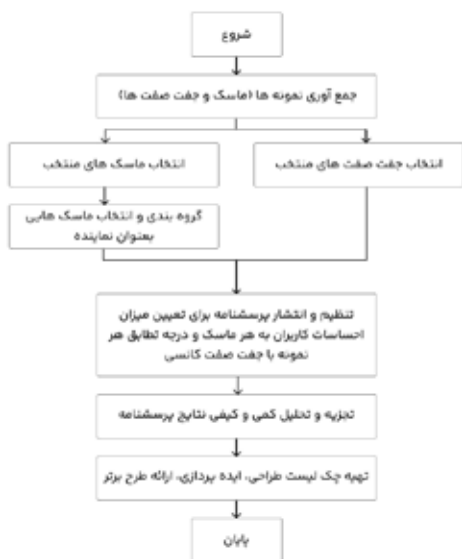 شروع
جمع آوری نمونه ها (ماسک و جفت صفت ها)
انتخاب جفت صفت های منتخب
انتخاب ماسک های منتخب
گروه بندی و انتخاب ماسک هایی
بعنوان نماینده
تنظیم و انتشار پرسشنامه برای تعیین میزان
احساسات کاربران به هر ماسک و درجه تطابق هر
نمونه با جفت صفت کانسی
تجزیه و تحلیل کمی و کیفی نتایج پرسشنامه
تهیه چک لیست طراحی، ایده پردازی، ارائه طرح برتر
پایان